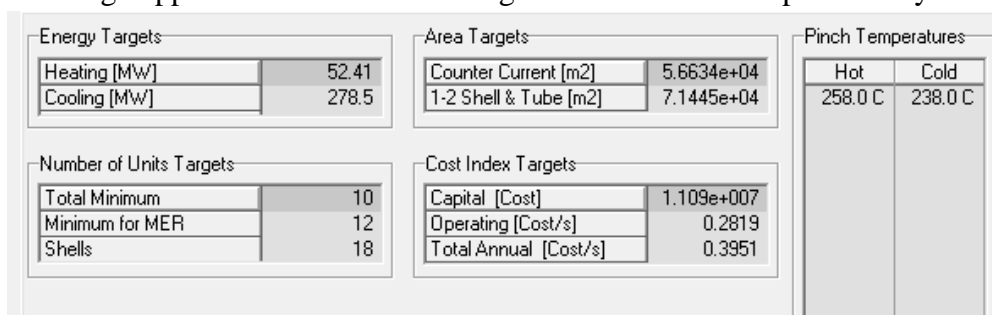 Energy Targets
Heating [MW] 52.41
Cooling [MW] 278.5
Area Targets
Counter Current [m2] 5.6634e+04
1-2 Shell & Tube [m2] 7.1445e+04
Pinch Temperatures
Hot Cold
258.0 C 238.0 C
Number of Units Targets
Total Minimum 10
Minimum for MER 12
Shells 18
Cost Index Targets
Capital [Cost] 1.109e+007
Operating [Cost/s] 0.2819
Total Annual [Cost/s] 0.3951